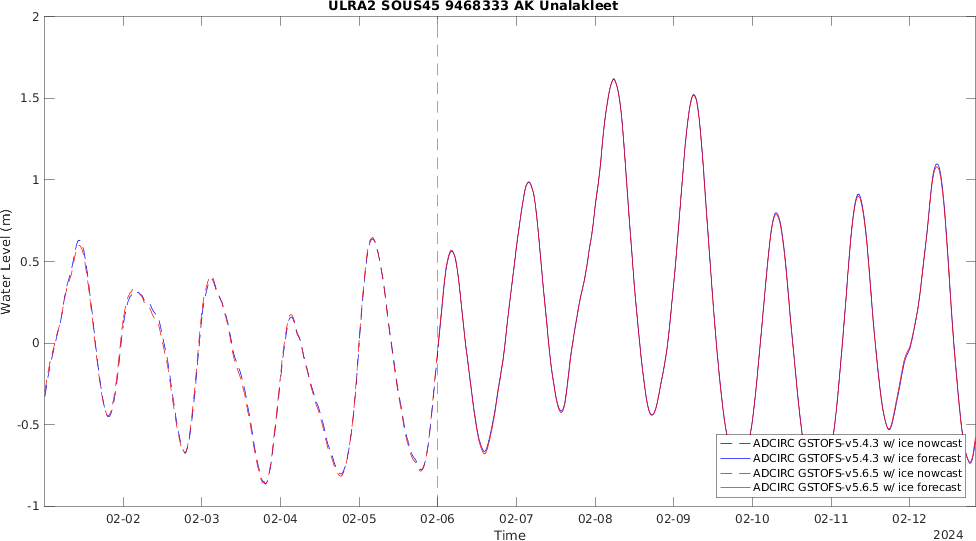 ULRA2 SOUS45 9468333 AK Unalakleet
2
1.5
1
0.5
0
-0.5
-1
Water Level (m)
ADCIRC GSTOFS-v5.4.3 w/ ice nowcast
ADCIRC GSTOFS-v5.4.3 w/ ice forecast
ADCIRC GSTOFS-v5.6.5 w/ ice nowcast
ADCIRC GSTOFS-v5.6.5 w/ ice forecast
02-02 02-03 02-04 02-05 02-06 02-07 02-08 02-09 02-10 02-11 02-12
Time
2024